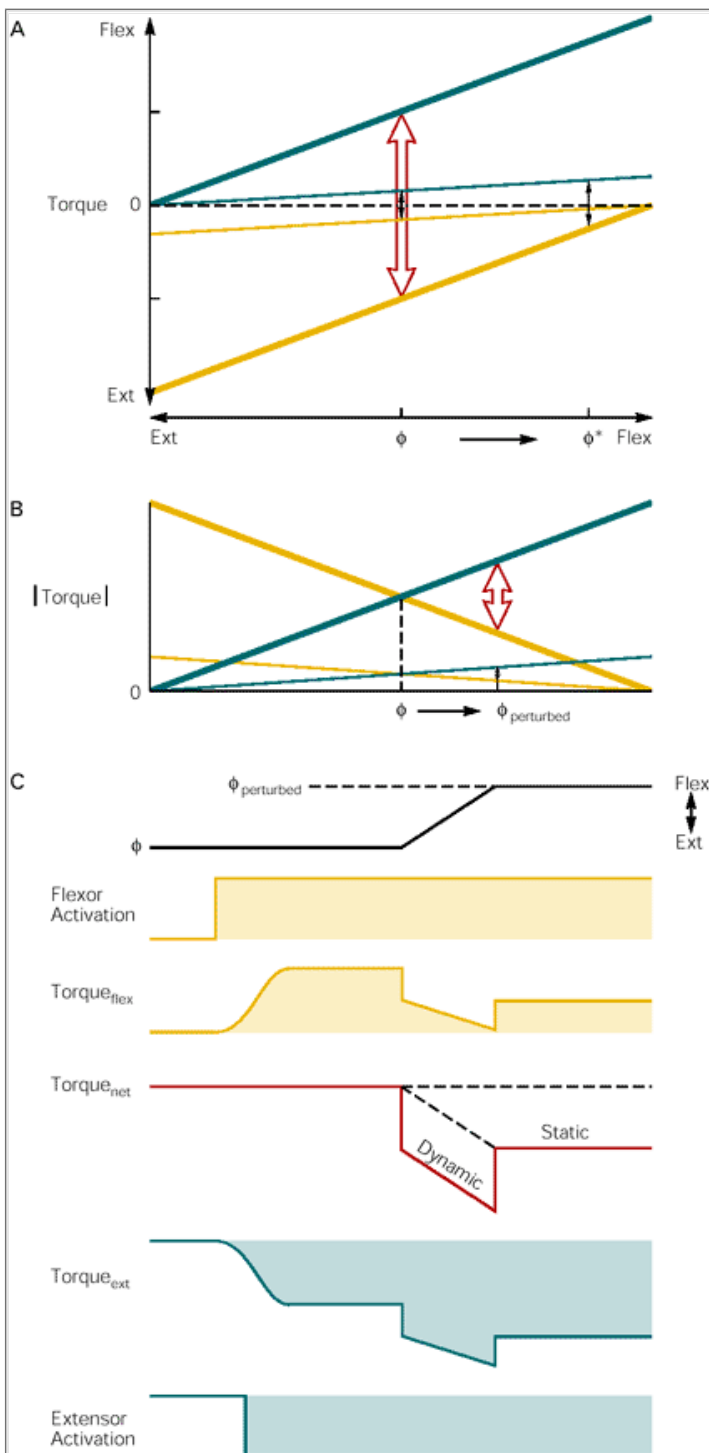 A
Flex
Torque 0
Ext
Ext ϕ ϕ* Flex
B
|Torque|
0
ϕ ϕperturbed
C
ϕperturbed
Flex
ϕ
Ext
Flexor
Activation
Torqueflex
Torquenet
Static
Dynamic
Torqueext
Extensor
Activation